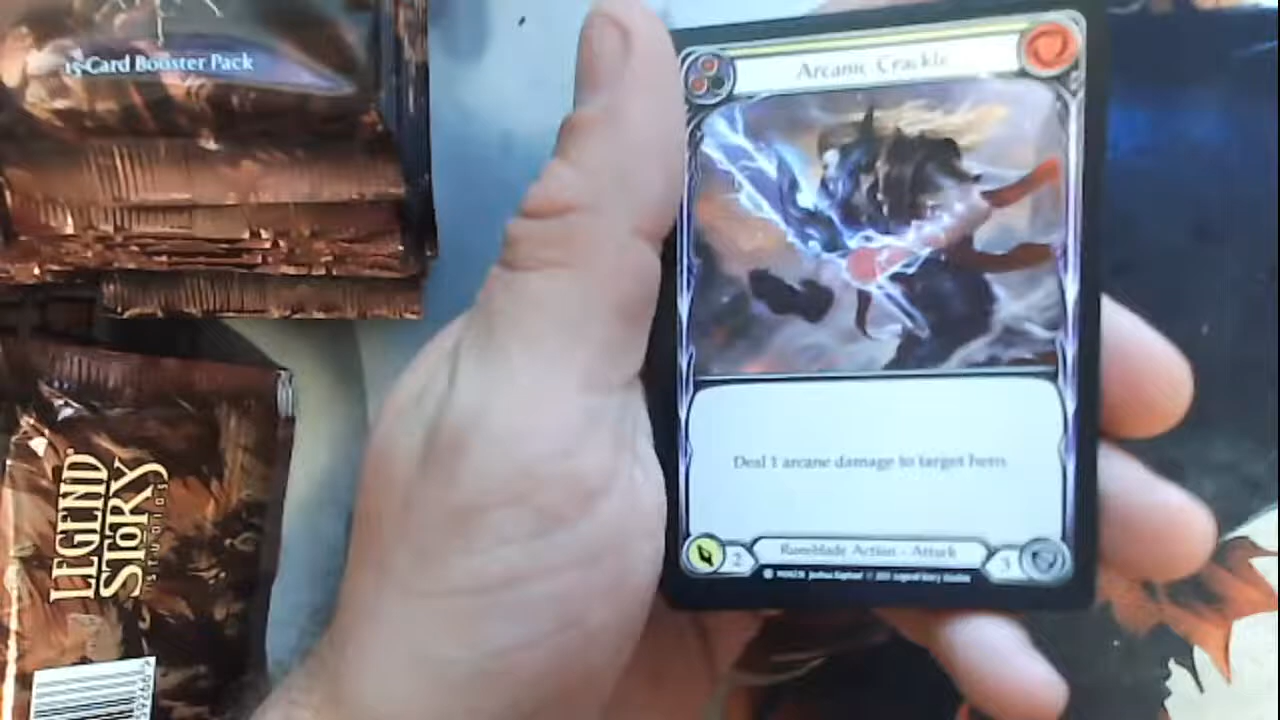 15-Card Booster Pack
Arcanic Crackle
Deal 1 arcane damage to target hero.
2
Runeblade Action - Attack
3
LEGEND
STORY
STUDIOS